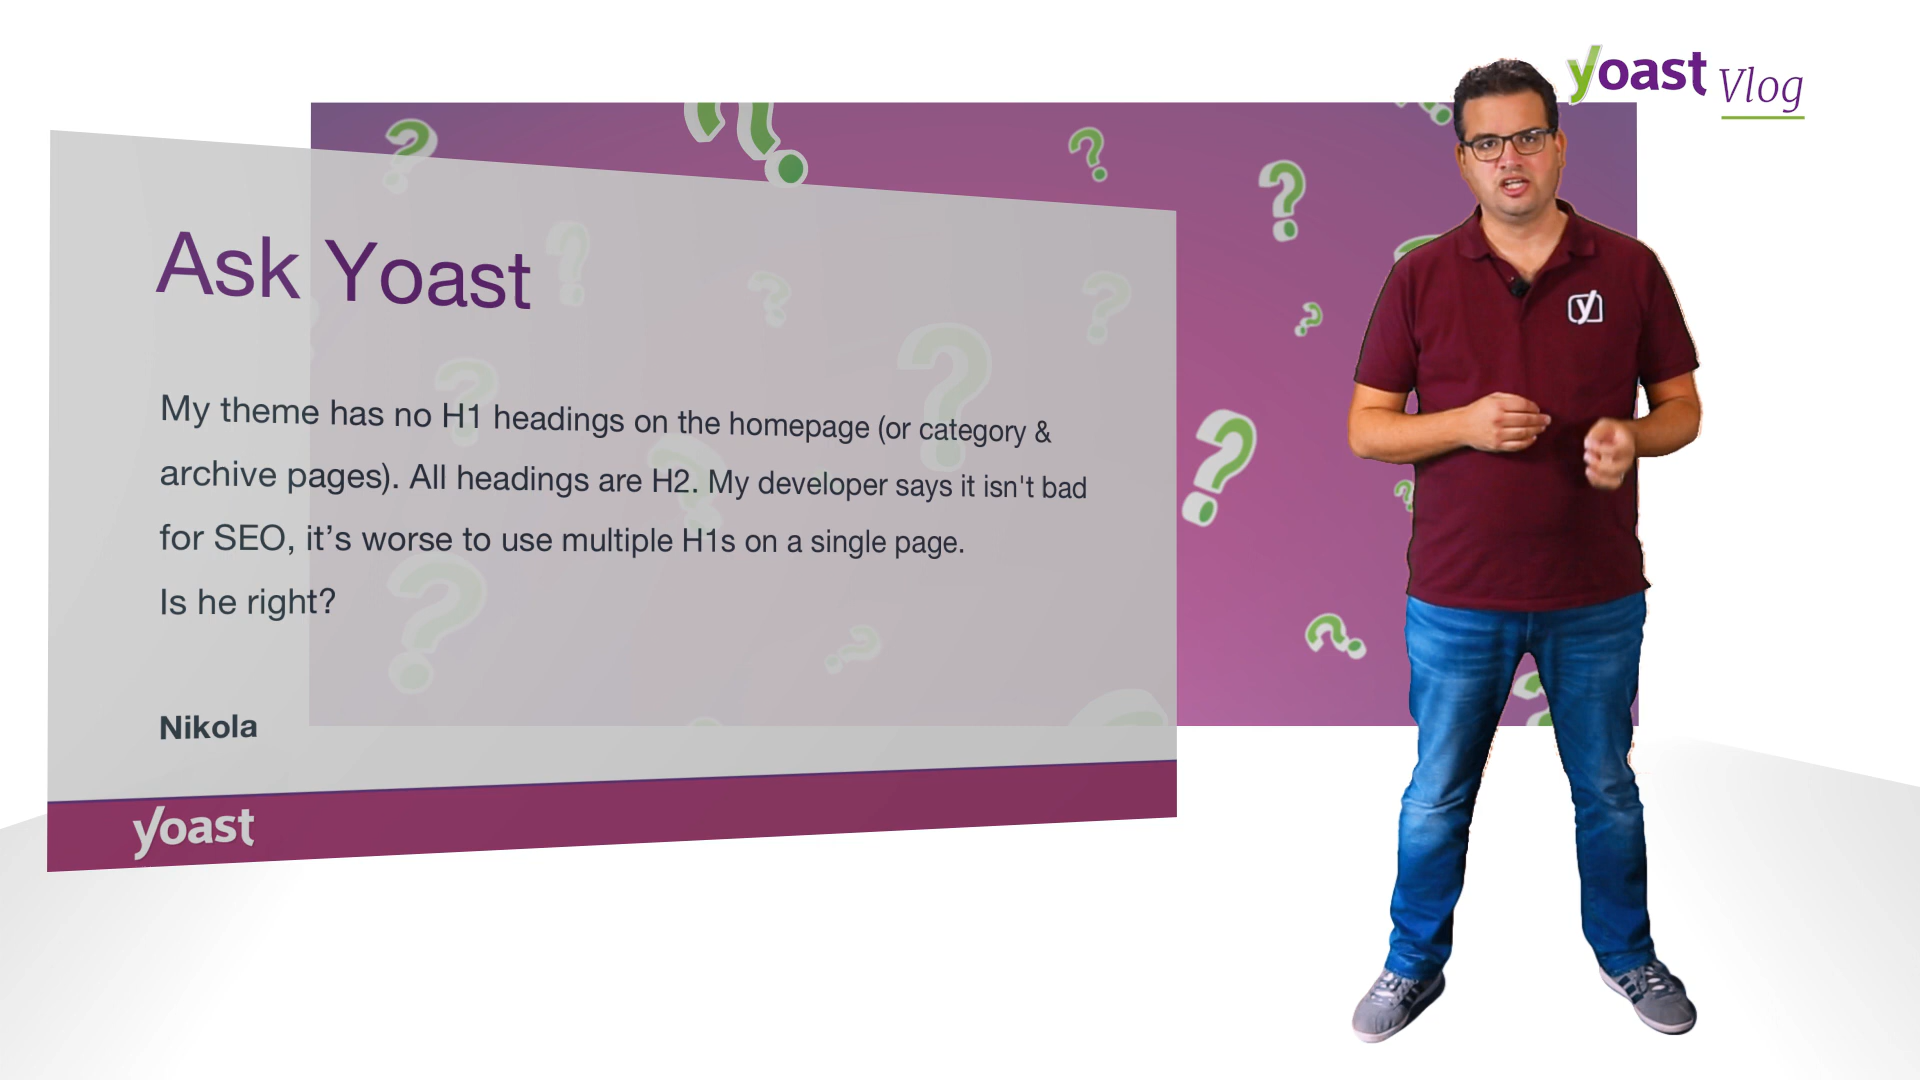 yoast Vlog
Ask Yoast
My theme has no H1 headings on the homepage (or category &
archive pages). All headings are H2. My developer says it isn't bad
for SEO, it’s worse to use multiple H1s on a single page.
Is he right?
Nikola
yoast
y